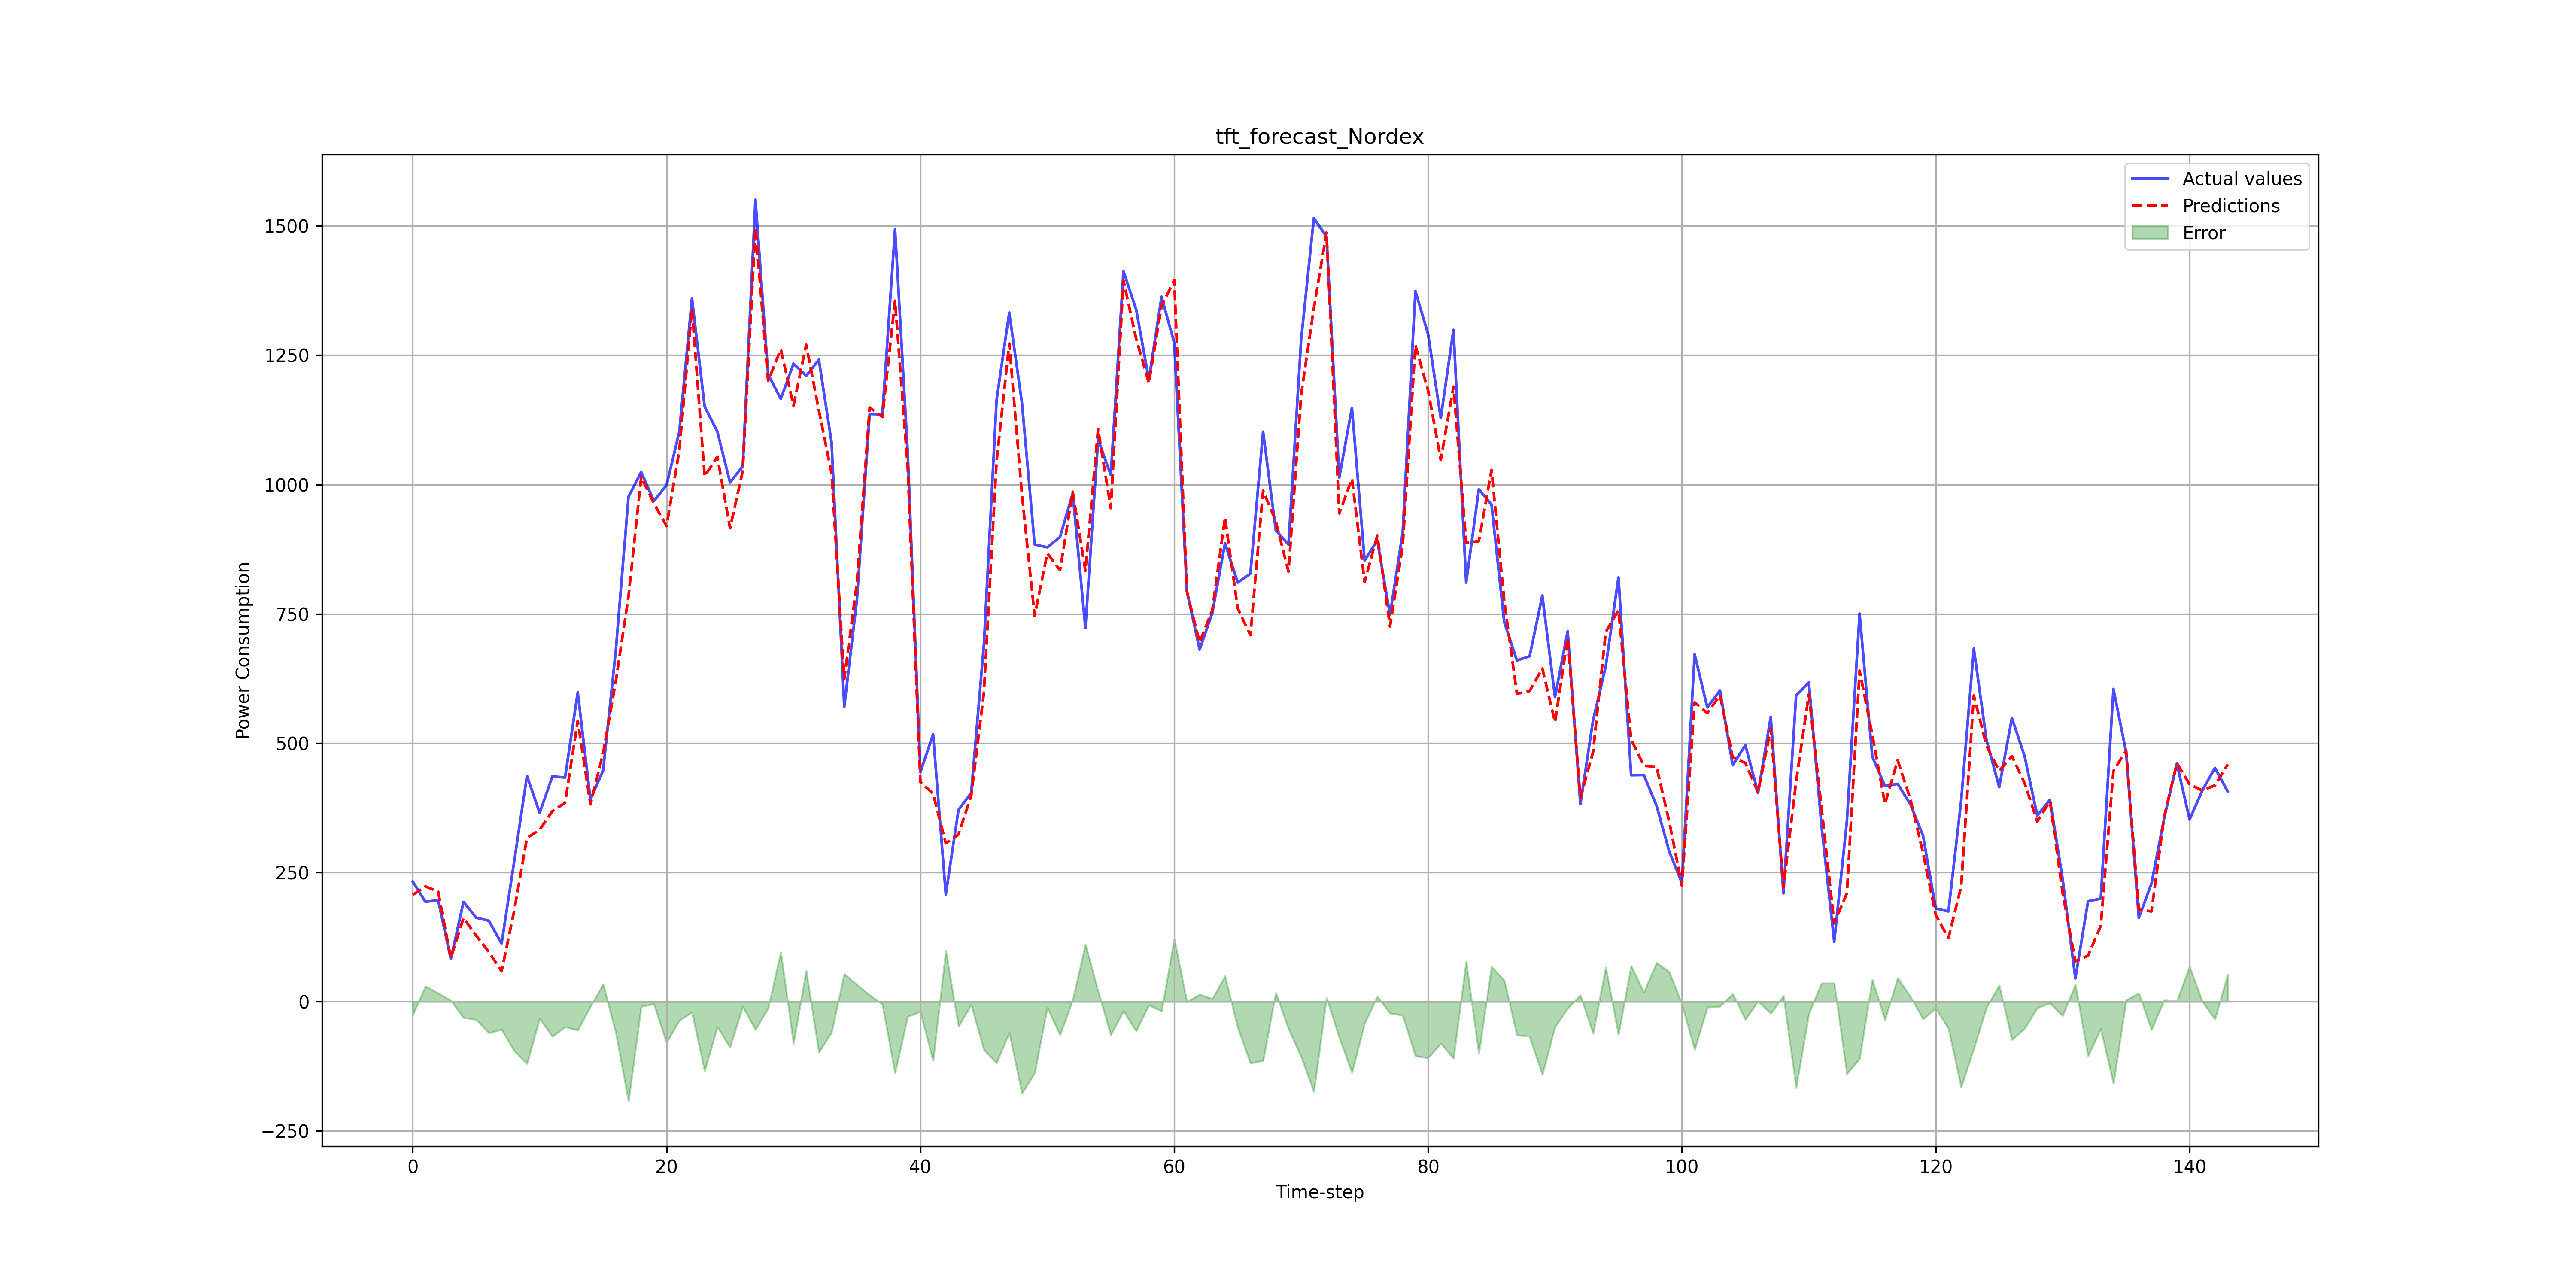 tft_forecast_Nordex
Actual values
Predictions
Error
Power Consumption
1500
1250
1000
750
500
250
0
−250
0 20 40 60 80 100 120 140
Time-step